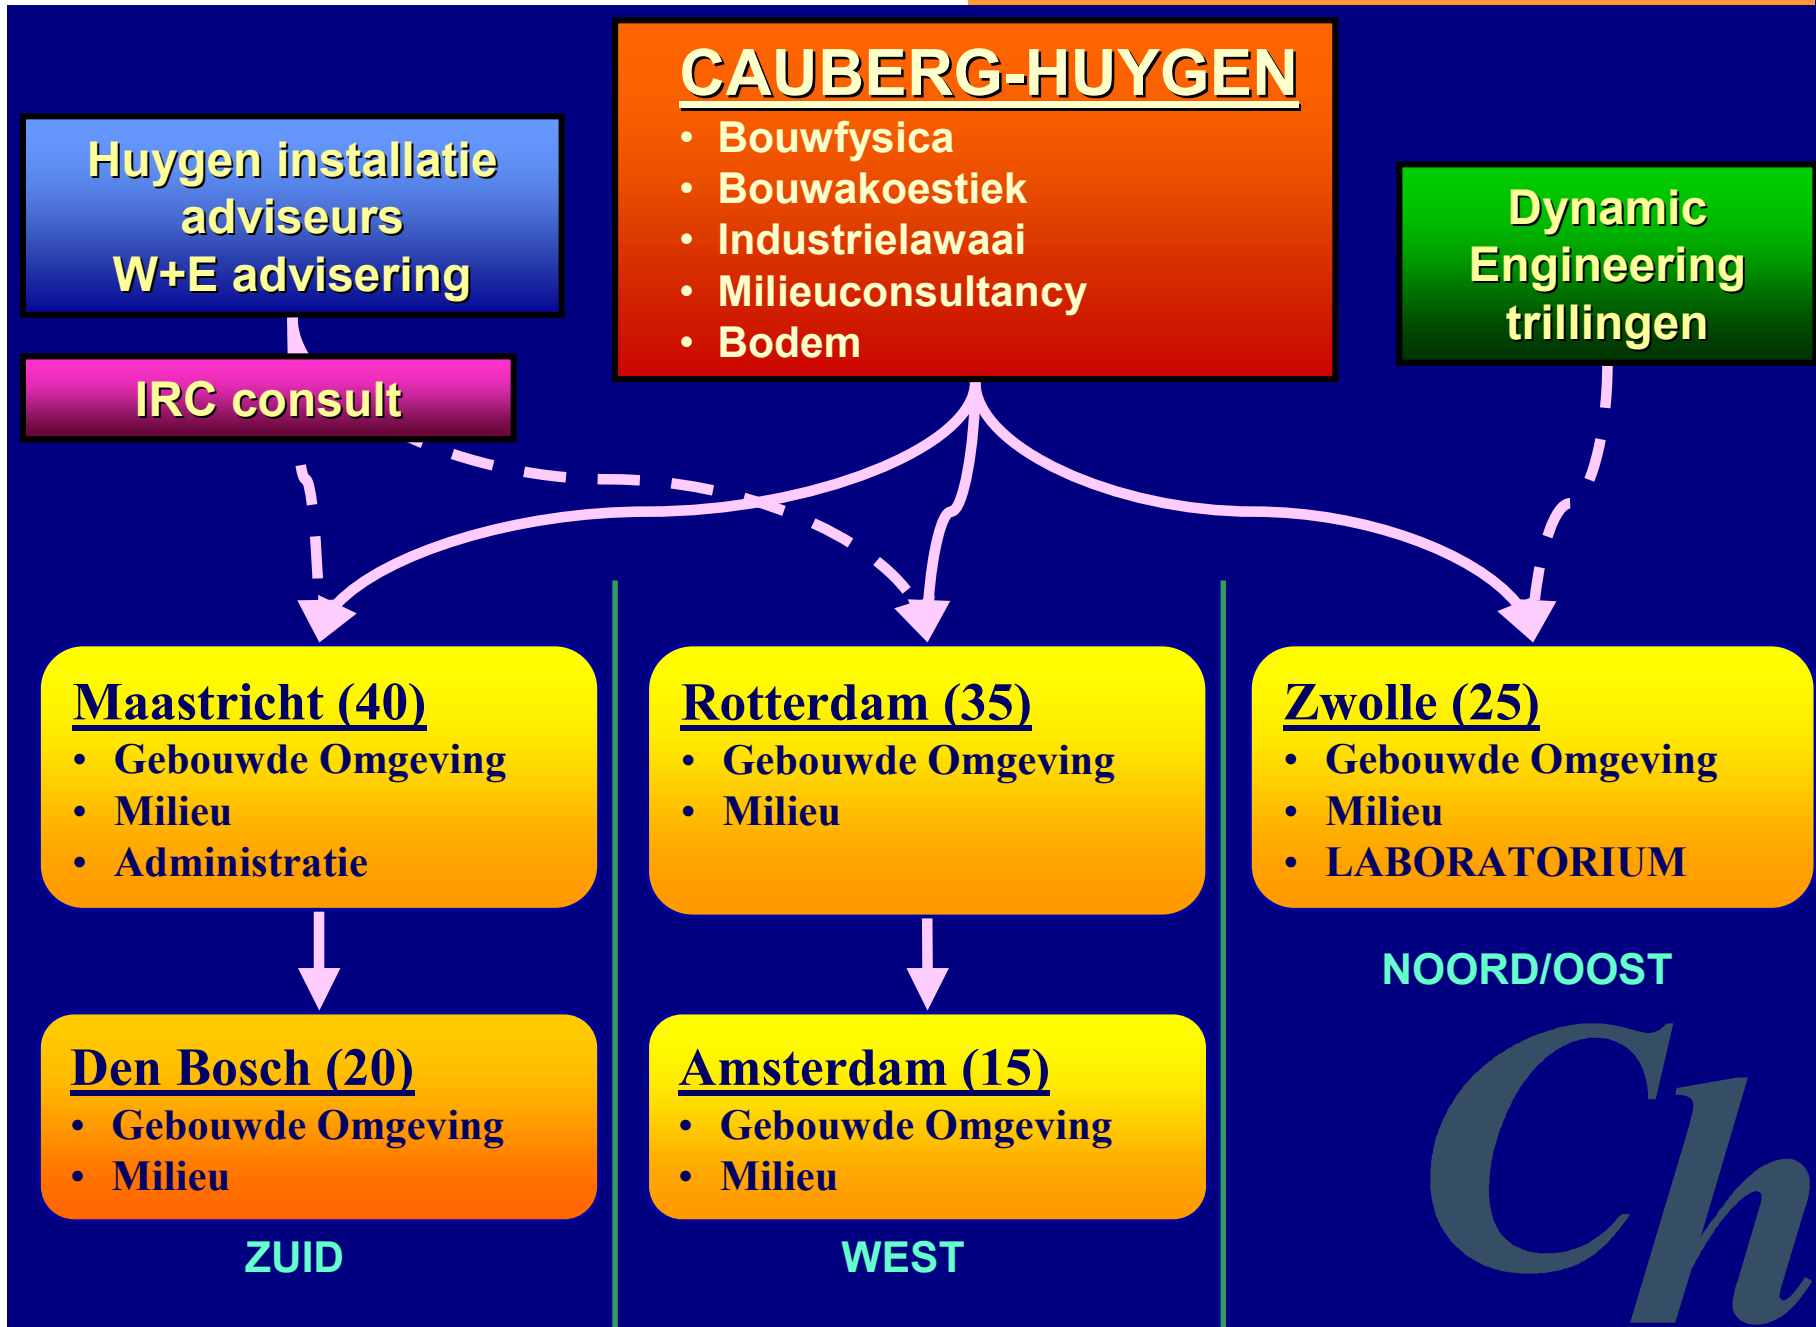 CAUBERG-HUYGEN
• Bouwfysica
• Bouwakoestiek
• Industrielawaai
• Milieuconsultancy
• Bodem
Huygen installatie
adviseurs
W+E advisering
IRC consult
Dynamic
Engineering
trillingen
Maastricht (40)
• Gebouwde Omgeving
• Milieu
• Administratie
Rotterdam (35)
• Gebouwde Omgeving
• Milieu
Zwolle (25)
• Gebouwde Omgeving
• Milieu
• LABORATORIUM
NOORD/OOST
Den Bosch (20)
• Gebouwde Omgeving
• Milieu
Amsterdam (15)
• Gebouwde Omgeving
• Milieu
ZUID
WEST
Ch